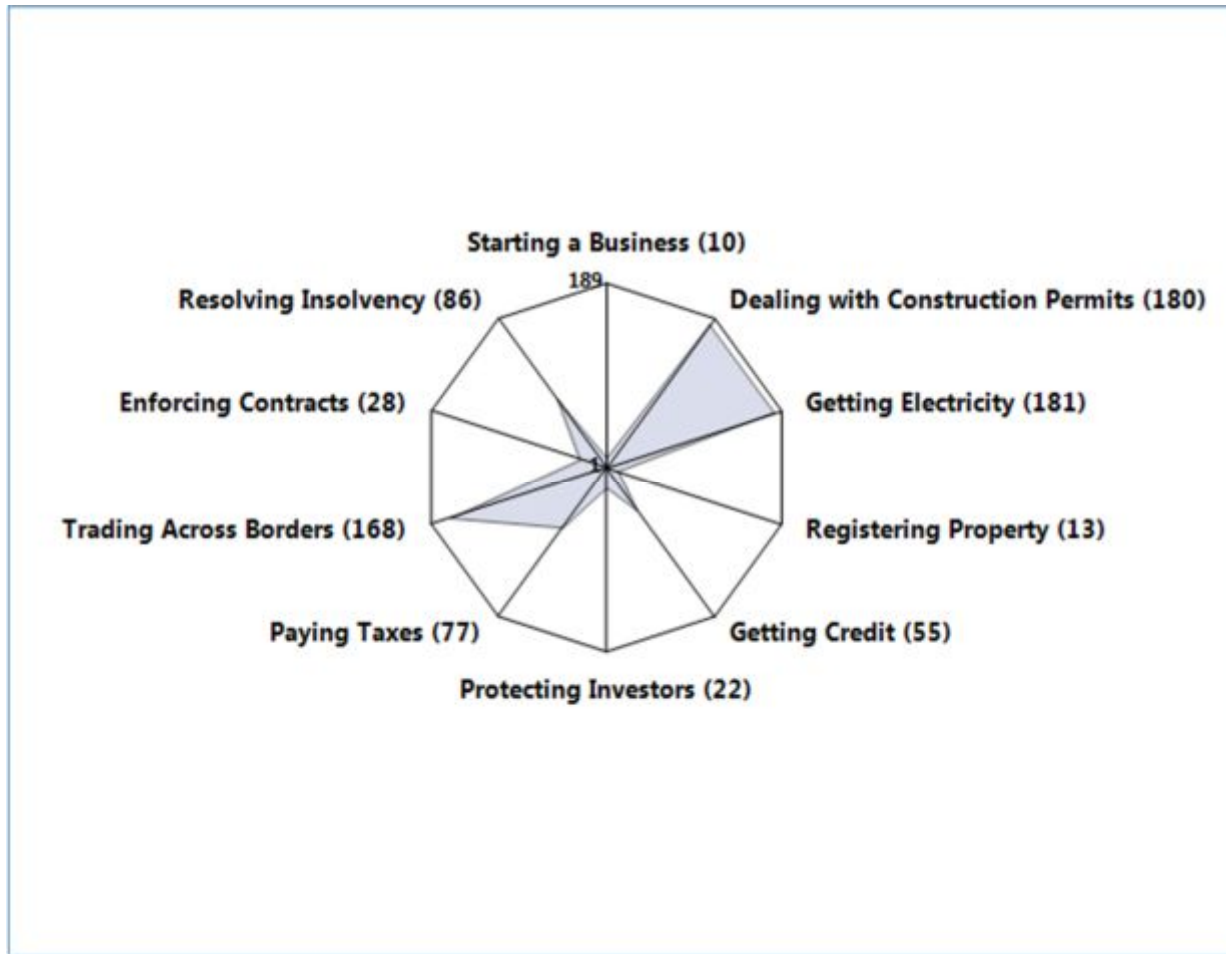 Starting a Business (10)
189
Resolving Insolvency (86)
Dealing with Construction Permits (180)
Enforcing Contracts (28)
Getting Electricity (181)
1
Trading Across Borders (168)
Registering Property (13)
Paying Taxes (77)
Getting Credit (55)
Protecting Investors (22)